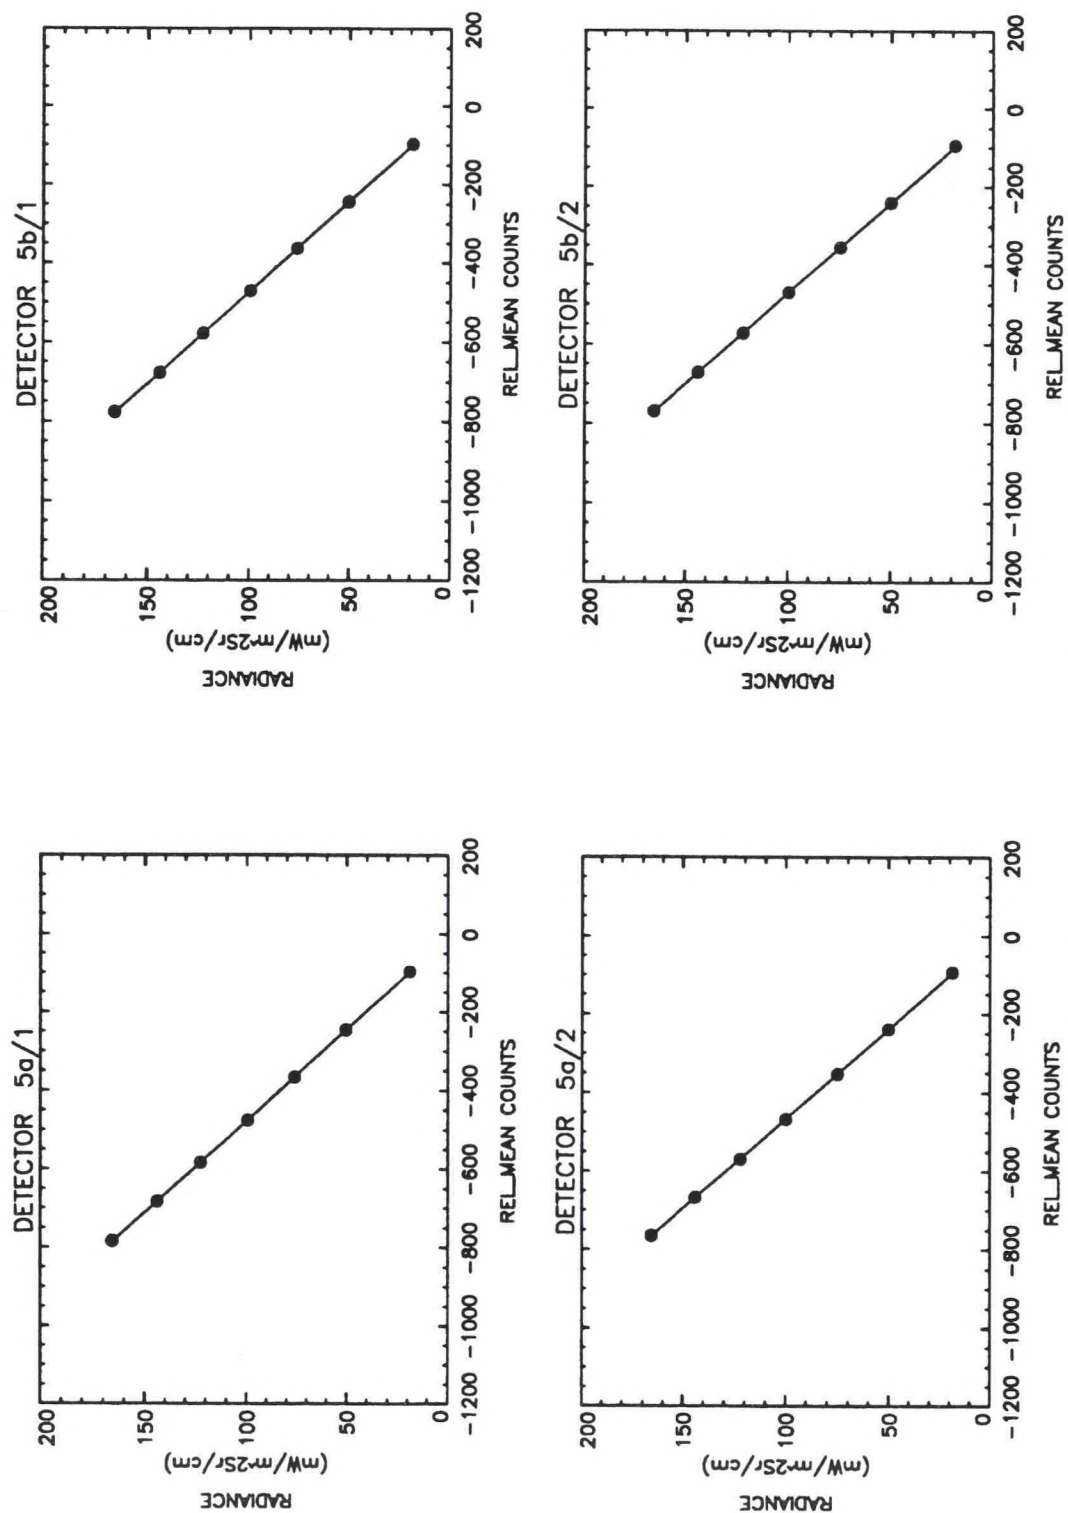 DETECTOR 5a/1
RADIANCE
(mW/m^2Sr/cm)
200
150
100
50
0
-1200 -1000 -800 -600 -400 -200 0 200
REL_MEAN COUNTS
DETECTOR 5b/1
RADIANCE
(mW/m^2Sr/cm)
200
150
100
50
0
-1200 -1000 -800 -600 -400 -200 0 200
REL_MEAN COUNTS
DETECTOR 5a/2
RADIANCE
(mW/m^2Sr/cm)
200
150
100
50
0
-1200 -1000 -800 -600 -400 -200 0 200
REL_MEAN COUNTS
DETECTOR 5b/2
RADIANCE
(mW/m^2Sr/cm)
200
150
100
50
0
-1200 -1000 -800 -600 -400 -200 0 200
REL_MEAN COUNTS